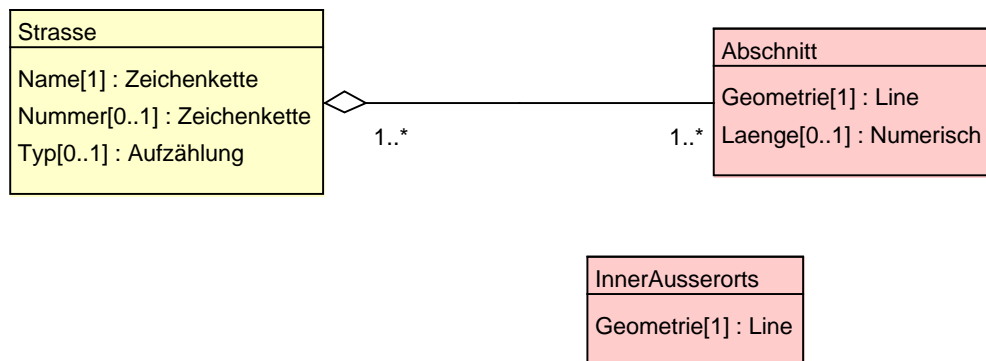 Strasse
Name[1] : Zeichenkette
Nummer[0..1] : Zeichenkette
Typ[0..1] : Aufzählung
1..*
1..*
Abschnitt
Geometrie[1] : Line
Laenge[0..1] : Numerisch
InnerAusserorts
Geometrie[1] : Line